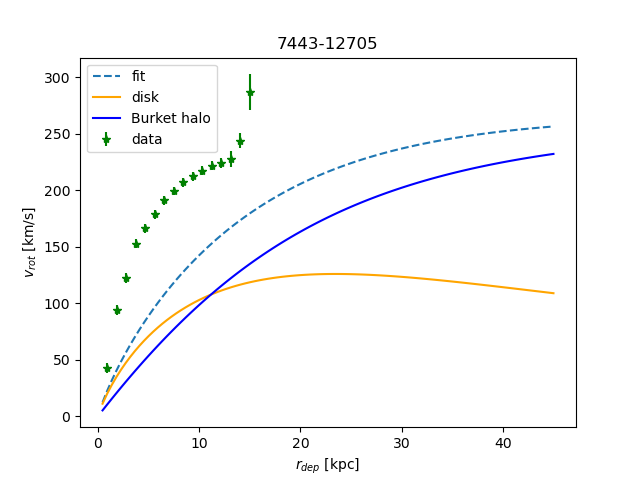 7443-12705
fit
disk
Burket halo
data
300
250
200
150
100
50
0
v_rot [km/s]
0 10 20 30 40
r_dep [kpc]